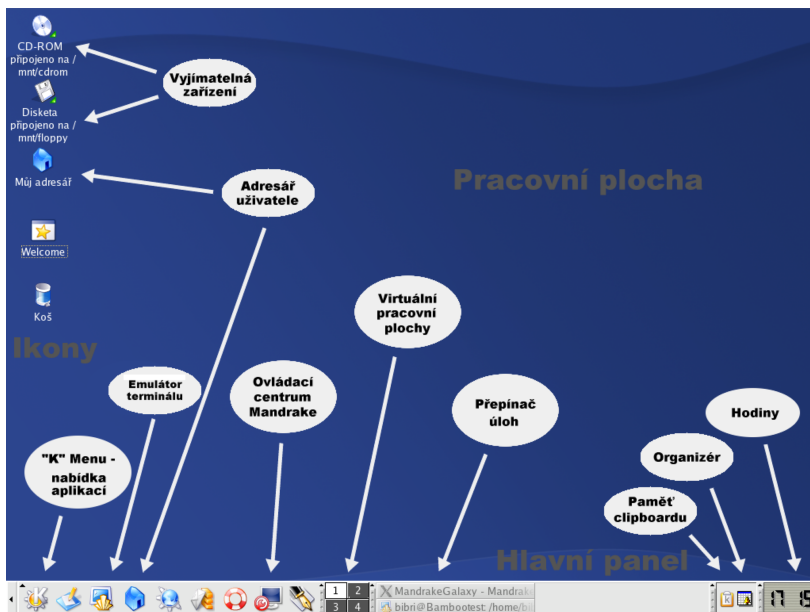 CD-ROM
připojeno na /
mnt/cdrom
Vyjímatelná
zařízení
Disketa
připojeno na /
mnt/floppy
Můj adresář
Adresář
uživatele
Pracovní plocha
Welcome
Koš
Ikony
Virtuální
pracovní
plochy
Emulátor
terminálu
Ovládací
centrum
Mandrake
Přepínač
úloh
Hodiny
"K" Menu -
nabídka
aplikací
Organizér
Paměť
clipboardu
Hlavní panel
1 2
3 4
MandrakeGalaxy - Mandrak
bibri@Bambootest /home/bi